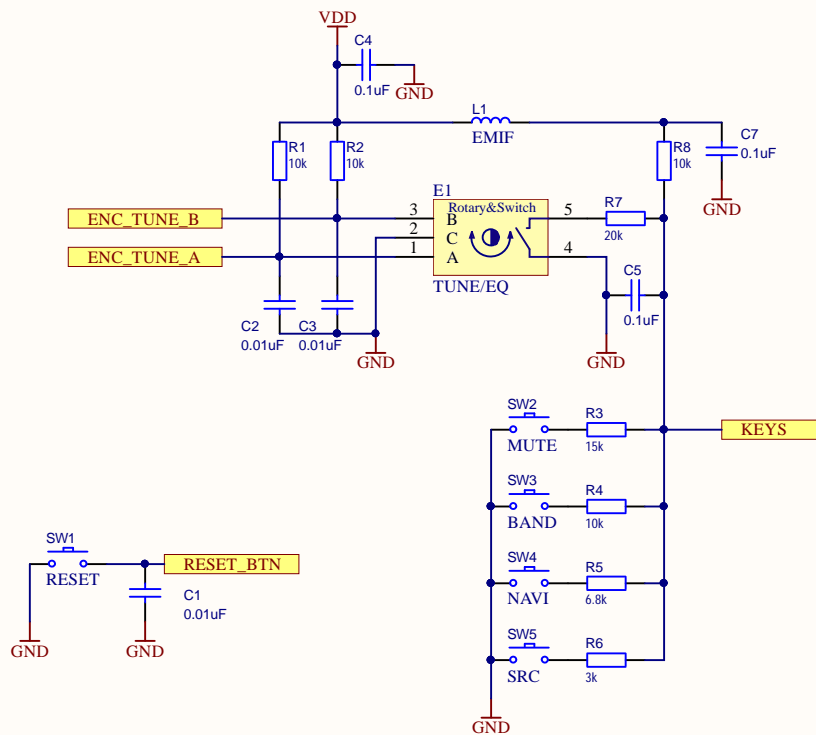 VDD
C4
0.1uF
GND
L1
EMIF
R1
10k
R2
10k
R8
10k
C7
0.1uF
GND
E1
Rotary&Switch
ENC_TUNE_B
3
B
5
R7
20k
2
C
ENC_TUNE_A
1
A
4
TUNE/EQ
C5
0.1uF
C2
0.01uF
C3
0.01uF
GND
GND
SW2
MUTE
R3
15k
KEYS
SW3
BAND
R4
10k
SW1
RESET
RESET_BTN
SW4
NAVI
R5
6.8k
C1
0.01uF
GND
GND
SW5
SRC
R6
3k
GND